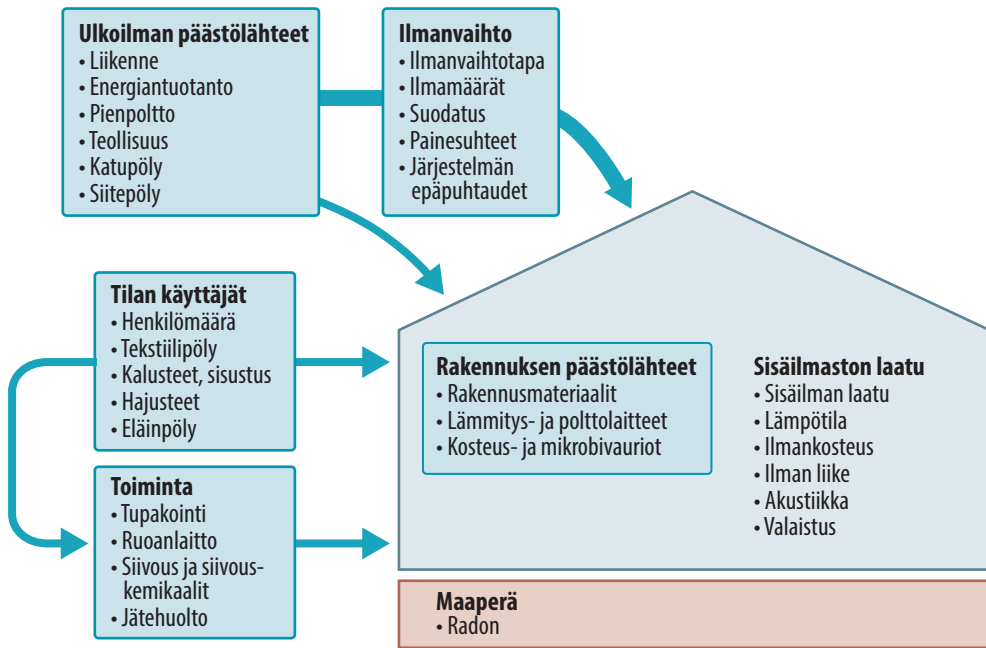 Ulkoilman päästölähteet
• Liikenne
• Energiantuotanto
• Pienpoltto
• Teollisuus
• Katupöly
• Siitepöly
Ilmanvaihto
• Ilmanvaihtotapa
• Ilmamäärät
• Suodatus
• Painesuhteet
• Järjestelmän
epäpuhtaudet
Tilan käyttäjät
• Henkilömäärä
• Tekstiilipöly
• Kalusteet, sisustus
• Hajusteet
• Eläinpöly
Toiminta
• Tupakointi
• Ruoanlaitto
• Siivous ja siivous-
kemikaalit
• Jätehuolto
Rakennuksen päästölähteet
• Rakennusmateriaalit
• Lämmitys- ja polttolaitteet
• Kosteus- ja mikrobivauriot
Sisäilmaston laatu
• Sisäilman laatu
• Lämpötila
• Ilmankosteus
• Ilman liike
• Akustiikka
• Valaistus
Maaperä
• Radon